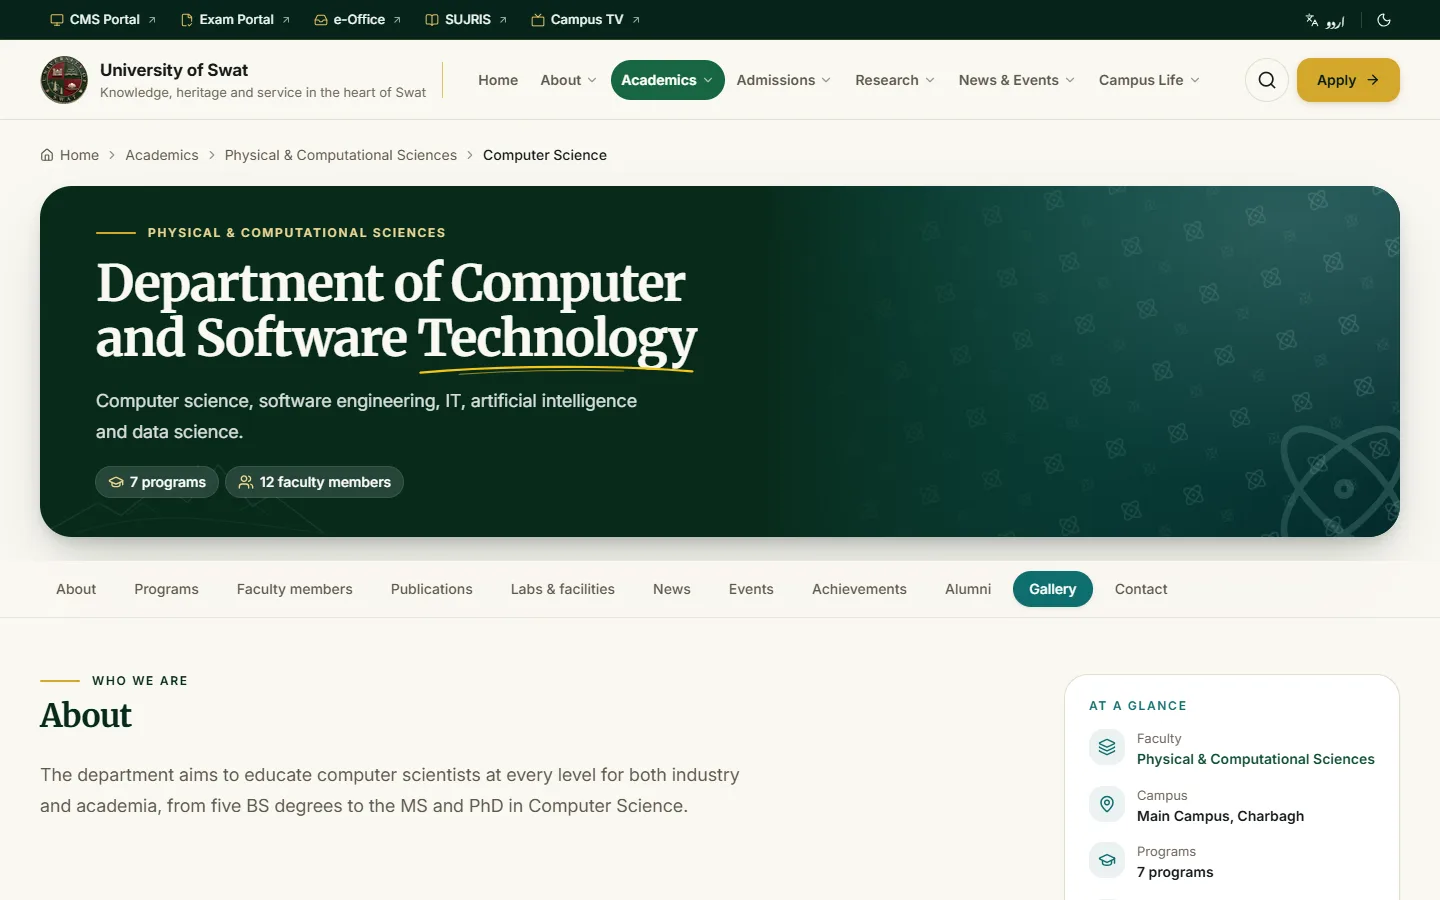 CMS Portal
Exam Portal
e-Office
SUJRIS
Campus TV
اردو
University of Swat
Knowledge, heritage and service in the heart of Swat
Home
About
Academics
Admissions
Research
News & Events
Campus Life
Apply
Home
Academics
Physical & Computational Sciences
Computer Science
PHYSICAL & COMPUTATIONAL SCIENCES
Department of Computer
and Software Technology
Computer science, software engineering, IT, artificial intelligence
and data science.
7 programs
12 faculty members
About
Programs
Faculty members
Publications
Labs & facilities
News
Events
Achievements
Alumni
Gallery
Contact
WHO WE ARE
About
The department aims to educate computer scientists at every level for both industry
and academia, from five BS degrees to the MS and PhD in Computer Science.
AT A GLANCE
Faculty
Physical & Computational Sciences
Campus
Main Campus, Charbagh
Programs
7 programs